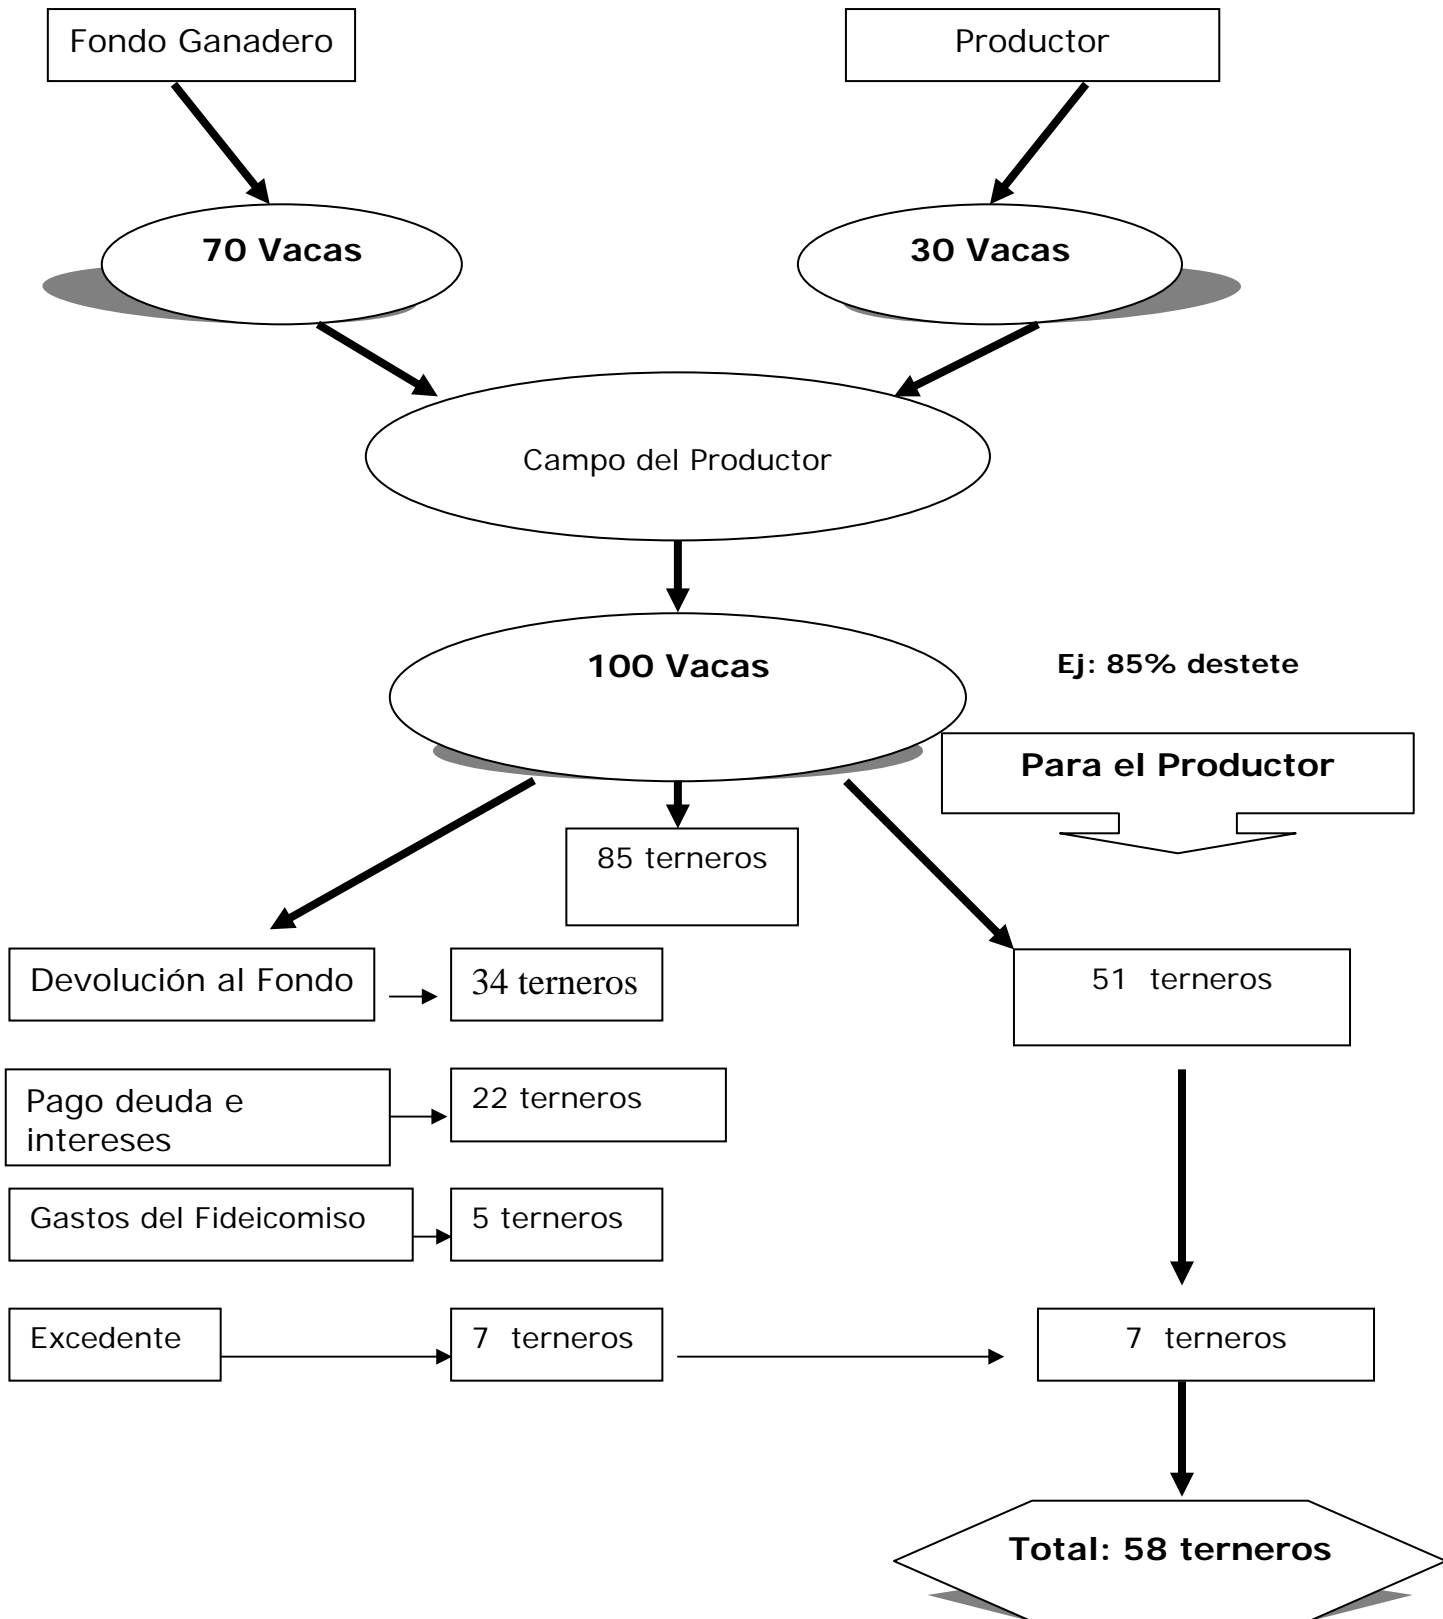 Fondo Ganadero
Productor
70 Vacas
30 Vacas
Campo del Productor
100 Vacas
Ej: 85% destete
Para el Productor
85 terneros
Devolución al Fondo
34 terneros
51 terneros
Pago deuda e
intereses
22 terneros
Gastos del Fideicomiso
5 terneros
Excedente
7 terneros
7 terneros
Total: 58 terneros